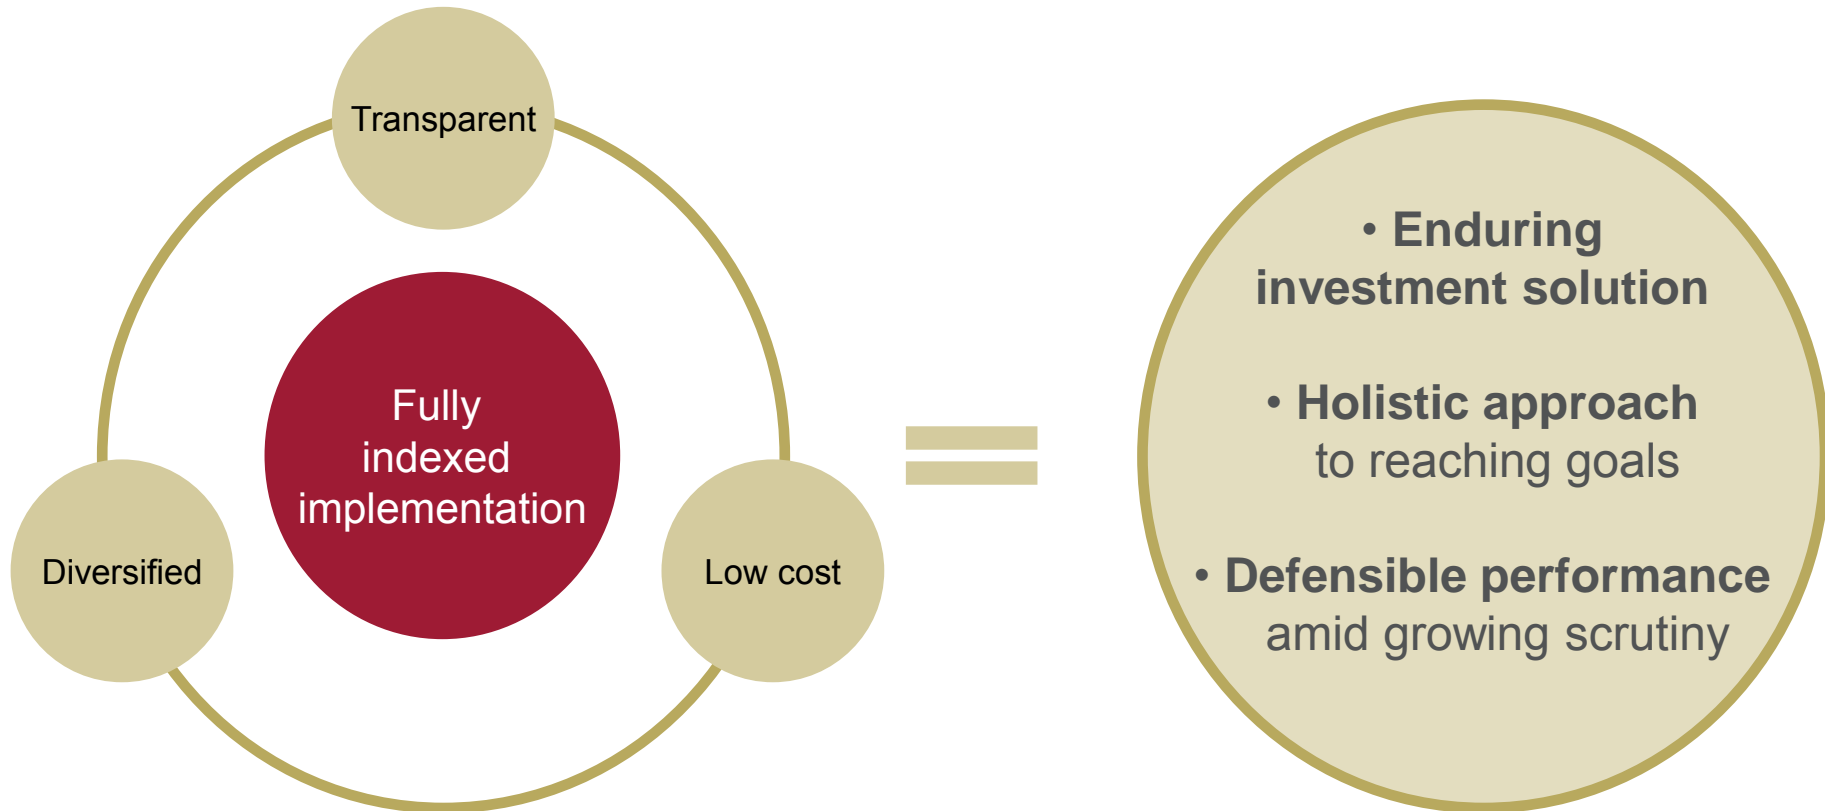 Transparent
Fully
indexed
implementation
Diversified
Low cost
• Enduring
investment solution
• Holistic approach
to reaching goals
• Defensible performance
amid growing scrutiny